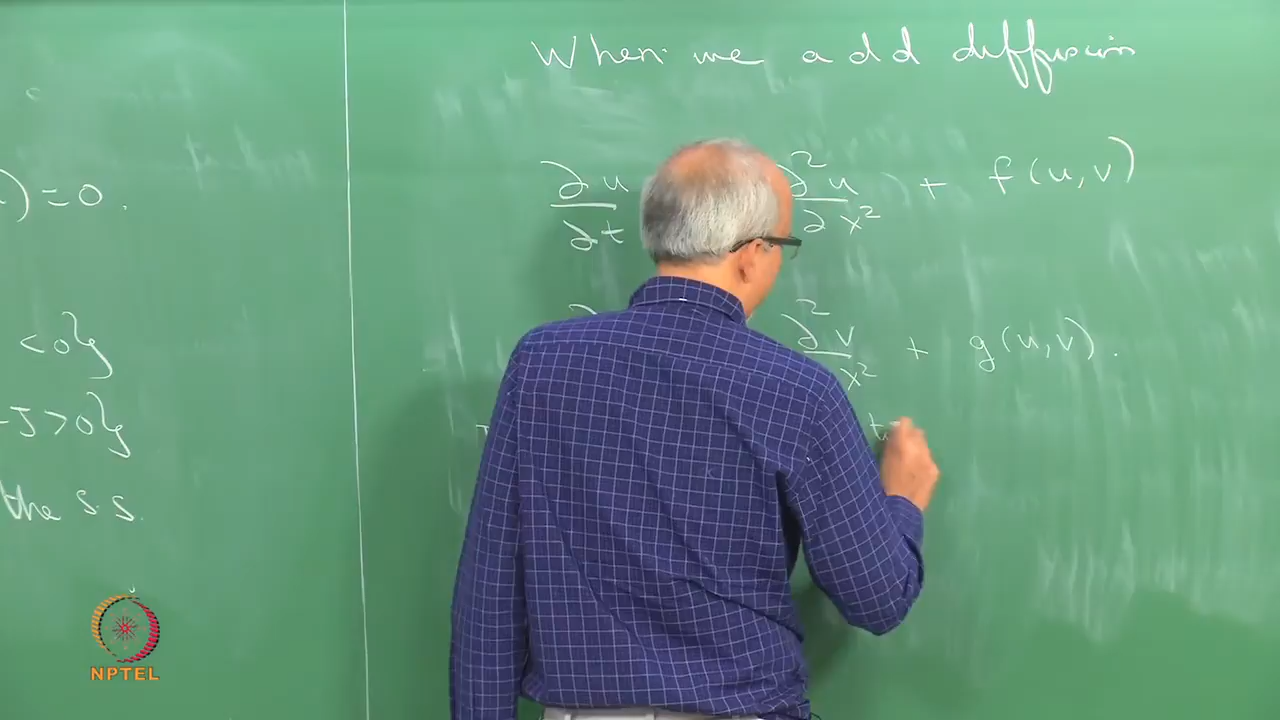 ) = 0 .
< 0}
- J > 0}
the s.s.
When we add diffusion
∂u/∂t ∂²u/∂x² + f(u,v)
∂²v/∂x² + g(u,v).
NPTEL